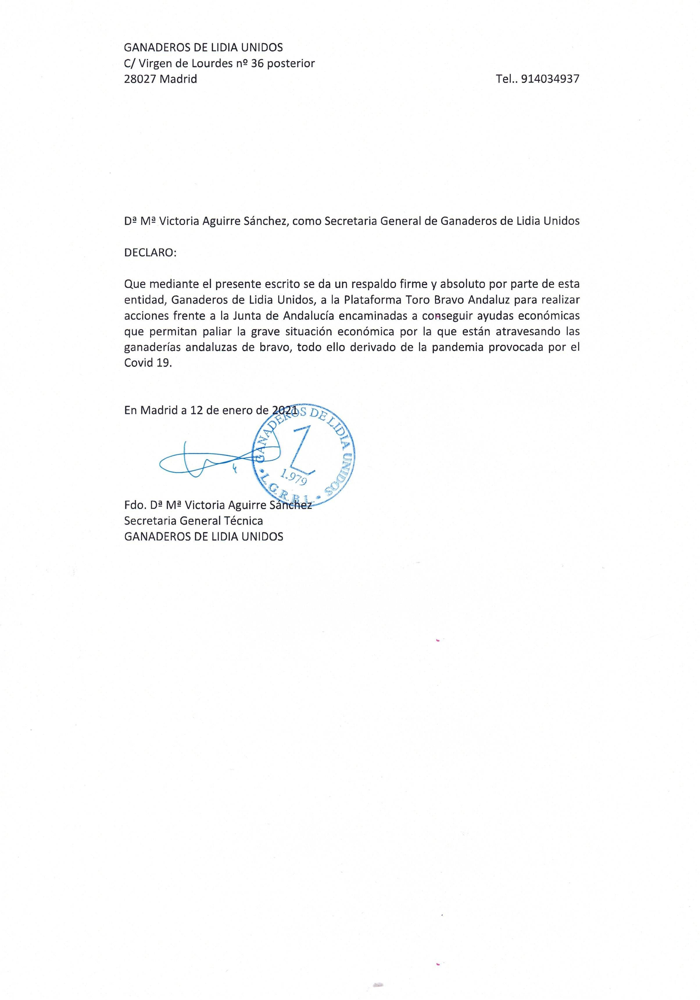 GANADEROS DE LIDIA UNIDOS
C/ Virgen de Lourdes nº 36 posterior
28027 Madrid
Tel.. 914034937
Dª Mª Victoria Aguirre Sánchez, como Secretaria General de Ganaderos de Lidia Unidos
DECLARO:
Que mediante el presente escrito se da un respaldo firme y absoluto por parte de esta
entidad, Ganaderos de Lidia Unidos, a la Plataforma Toro Bravo Andaluz para realizar
acciones frente a la Junta de Andalucía encaminadas a conseguir ayudas económicas
que permitan paliar la grave situación económica por la que están atravesando las
ganaderías andaluzas de bravo, todo ello derivado de la pandemia provocada por el
Covid 19.
En Madrid a 12 de enero de 2021
GANADEROS DE LIDIA UNIDOS
1.979
• L.G.R.B.L. •
Fdo. Dª Mª Victoria Aguirre Sánchez
Secretaria General Técnica
GANADEROS DE LIDIA UNIDOS